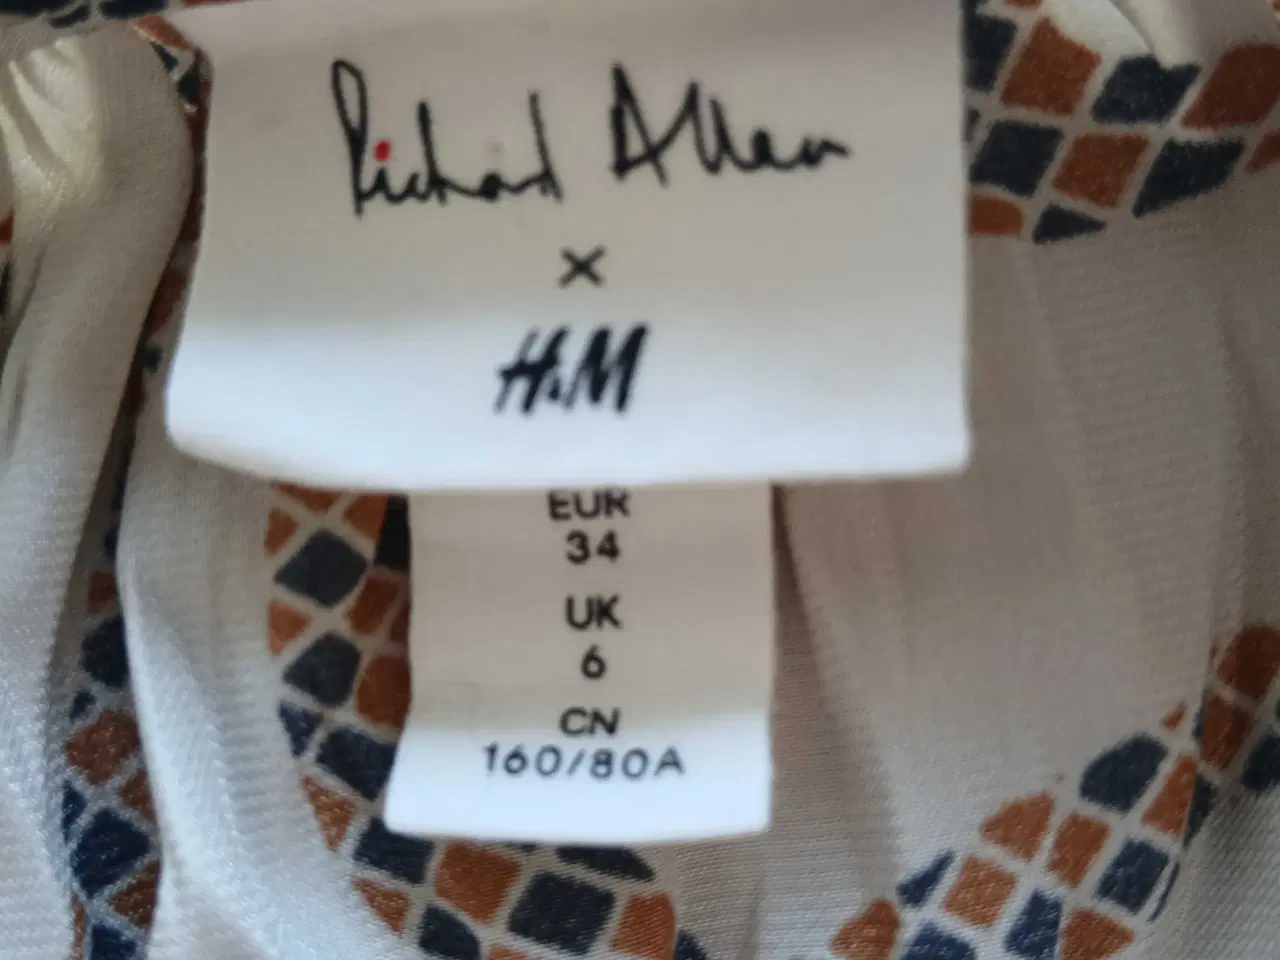 Richard Allan
×
H&M
EUR
34
UK
6
CN
160/80A